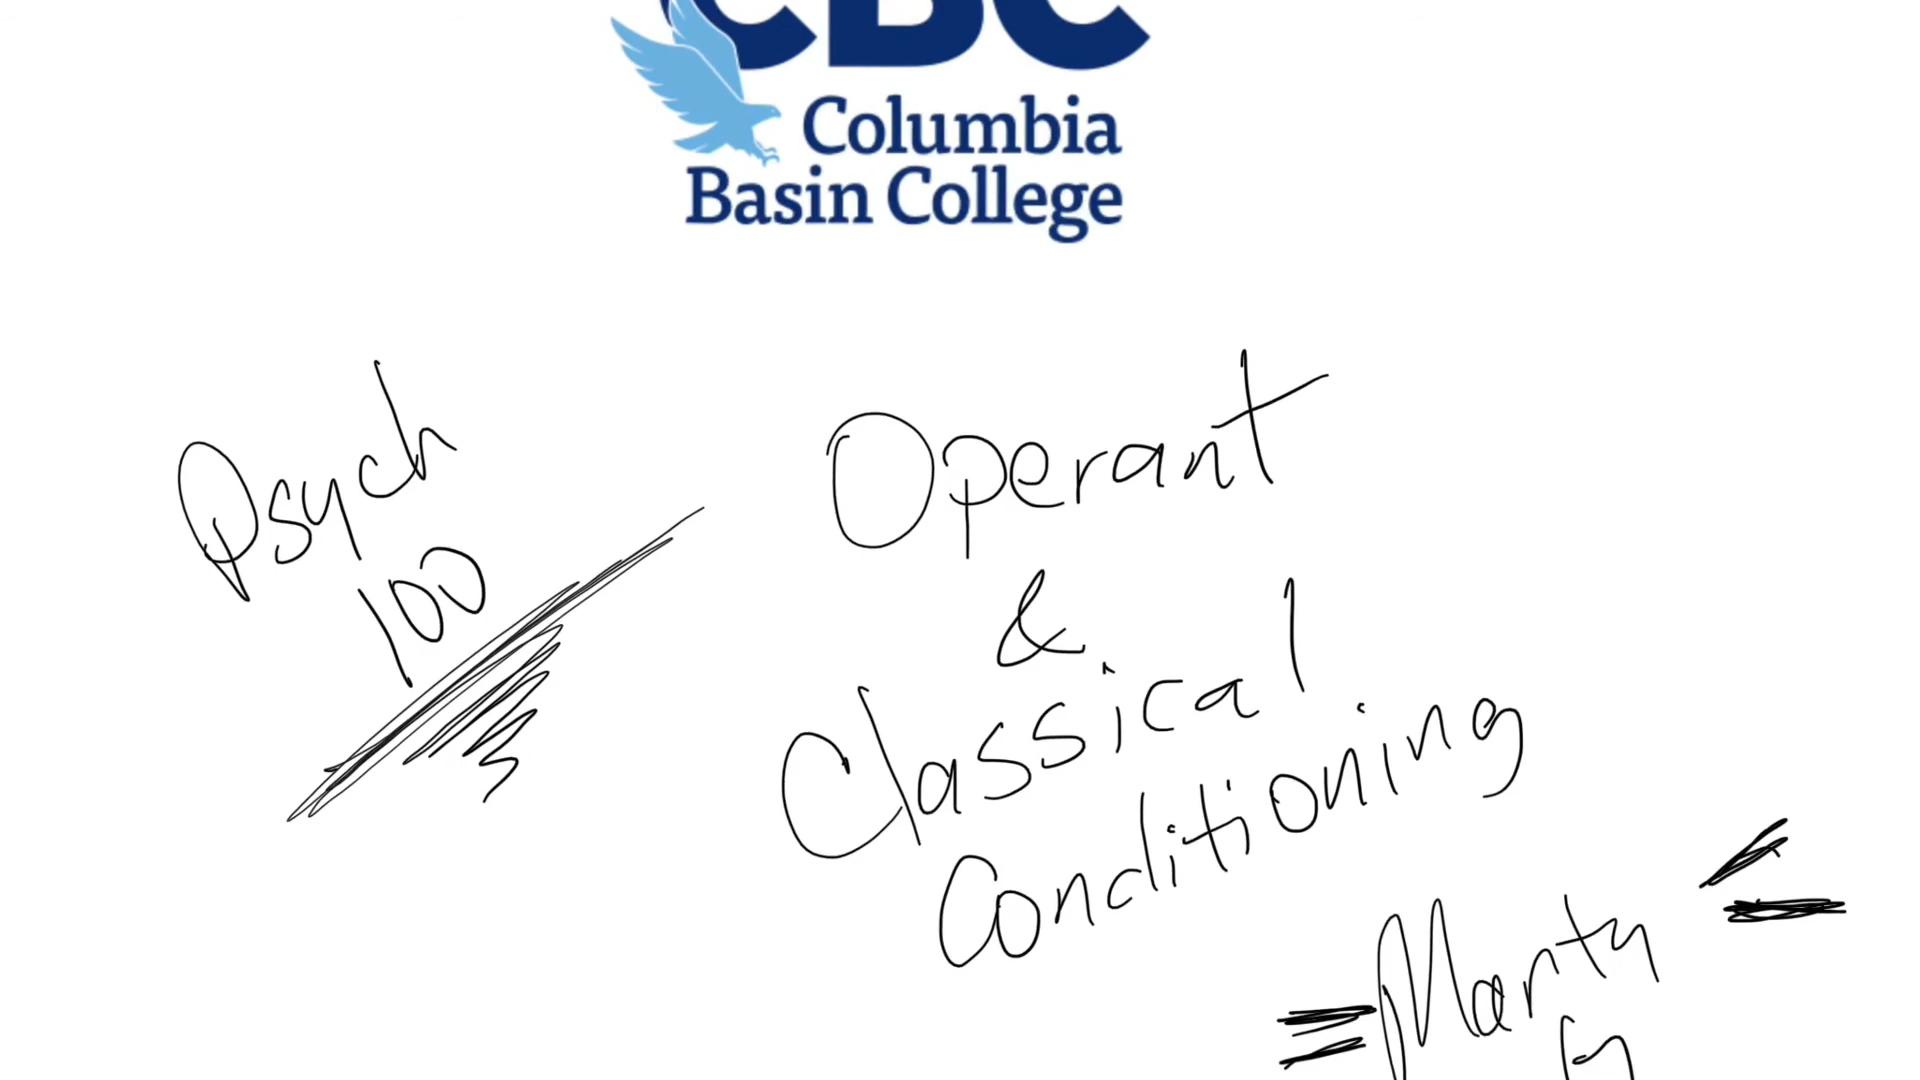 CBC
Columbia
Basin College
Psych
100
Operant
&
Classical
Conditioning
Marty